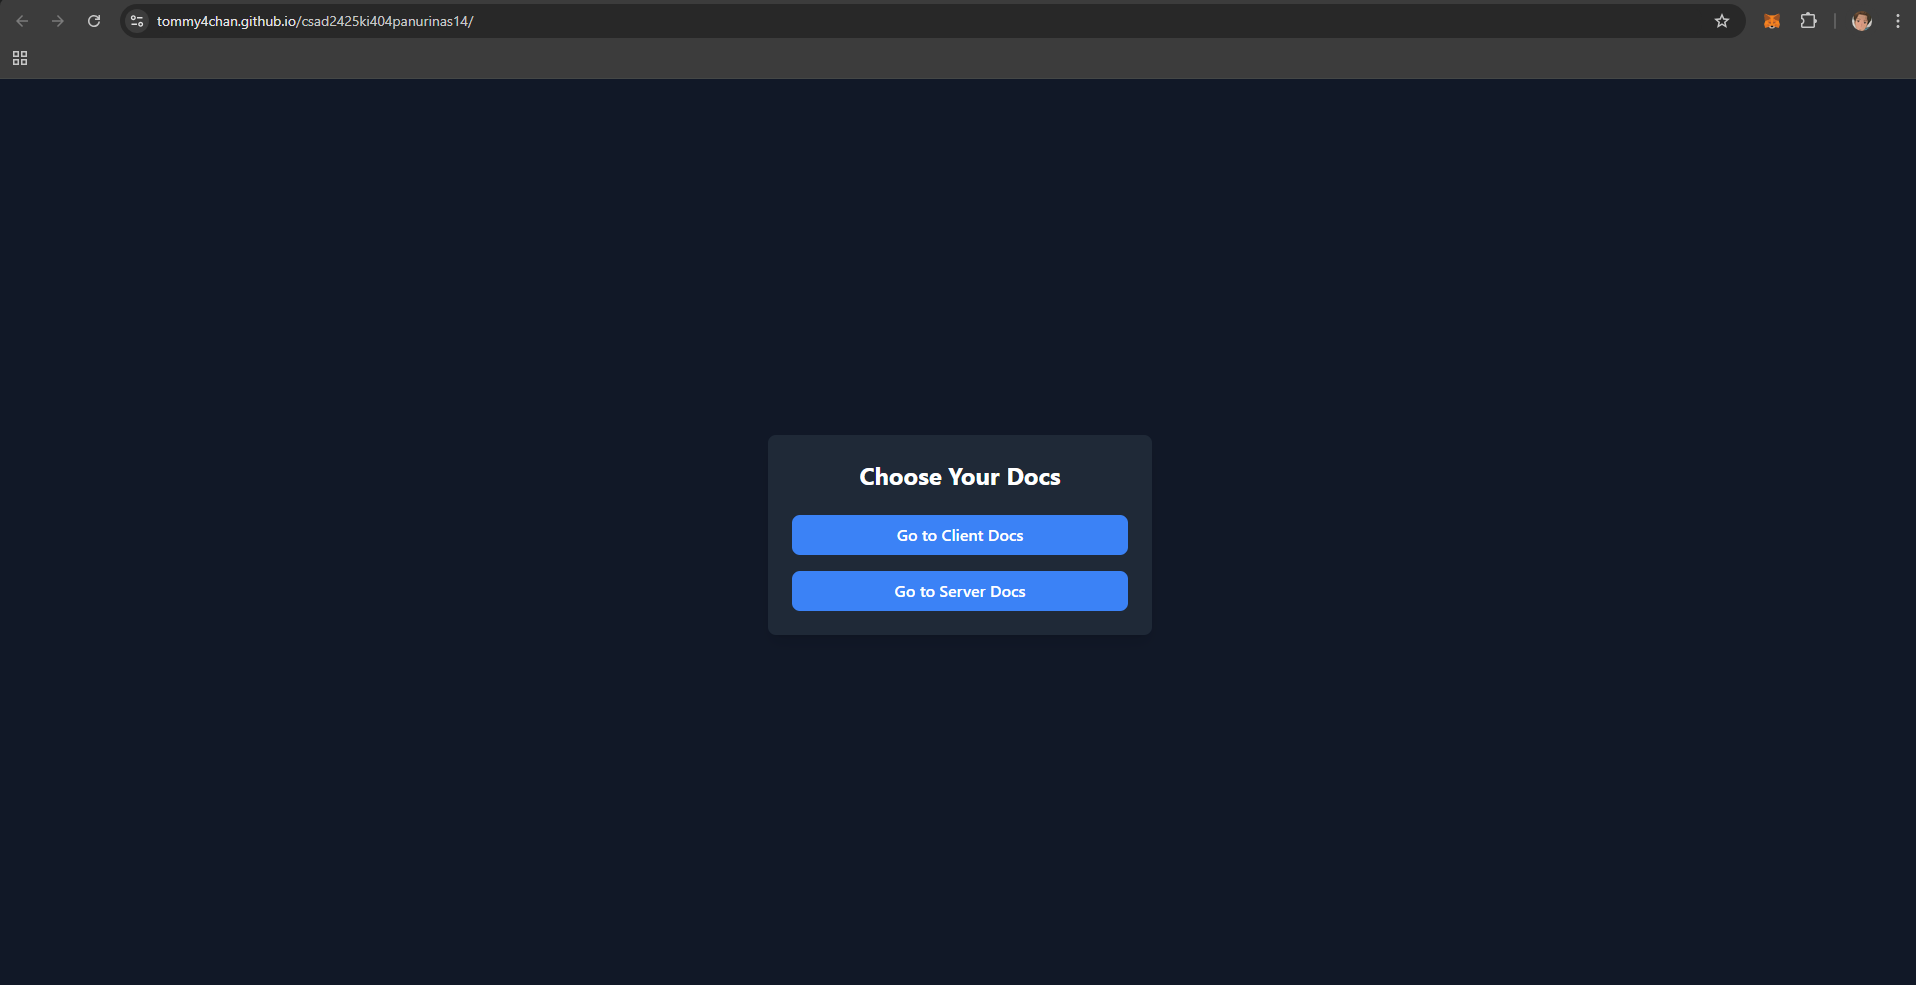 tommy4chan.github.io/csad2425ki404panurinas14/
Choose Your Docs
Go to Client Docs
Go to Server Docs